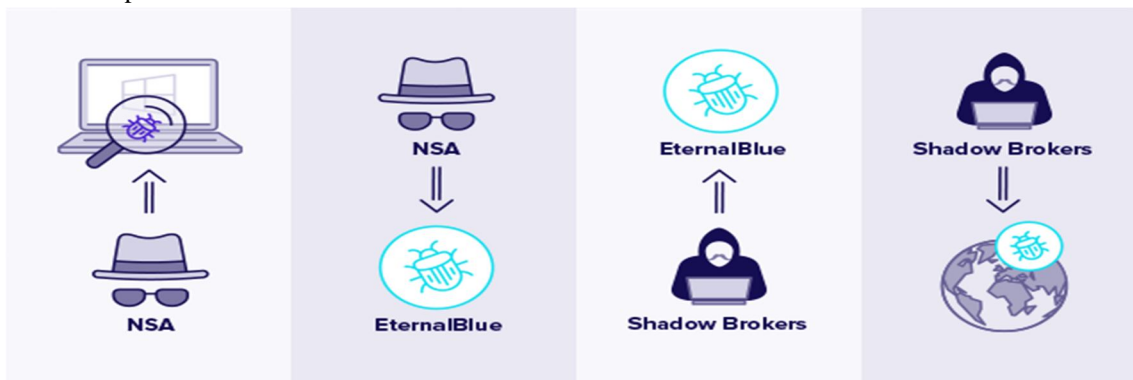 NSA
NSA
EternalBlue
EternalBlue
Shadow Brokers
Shadow Brokers